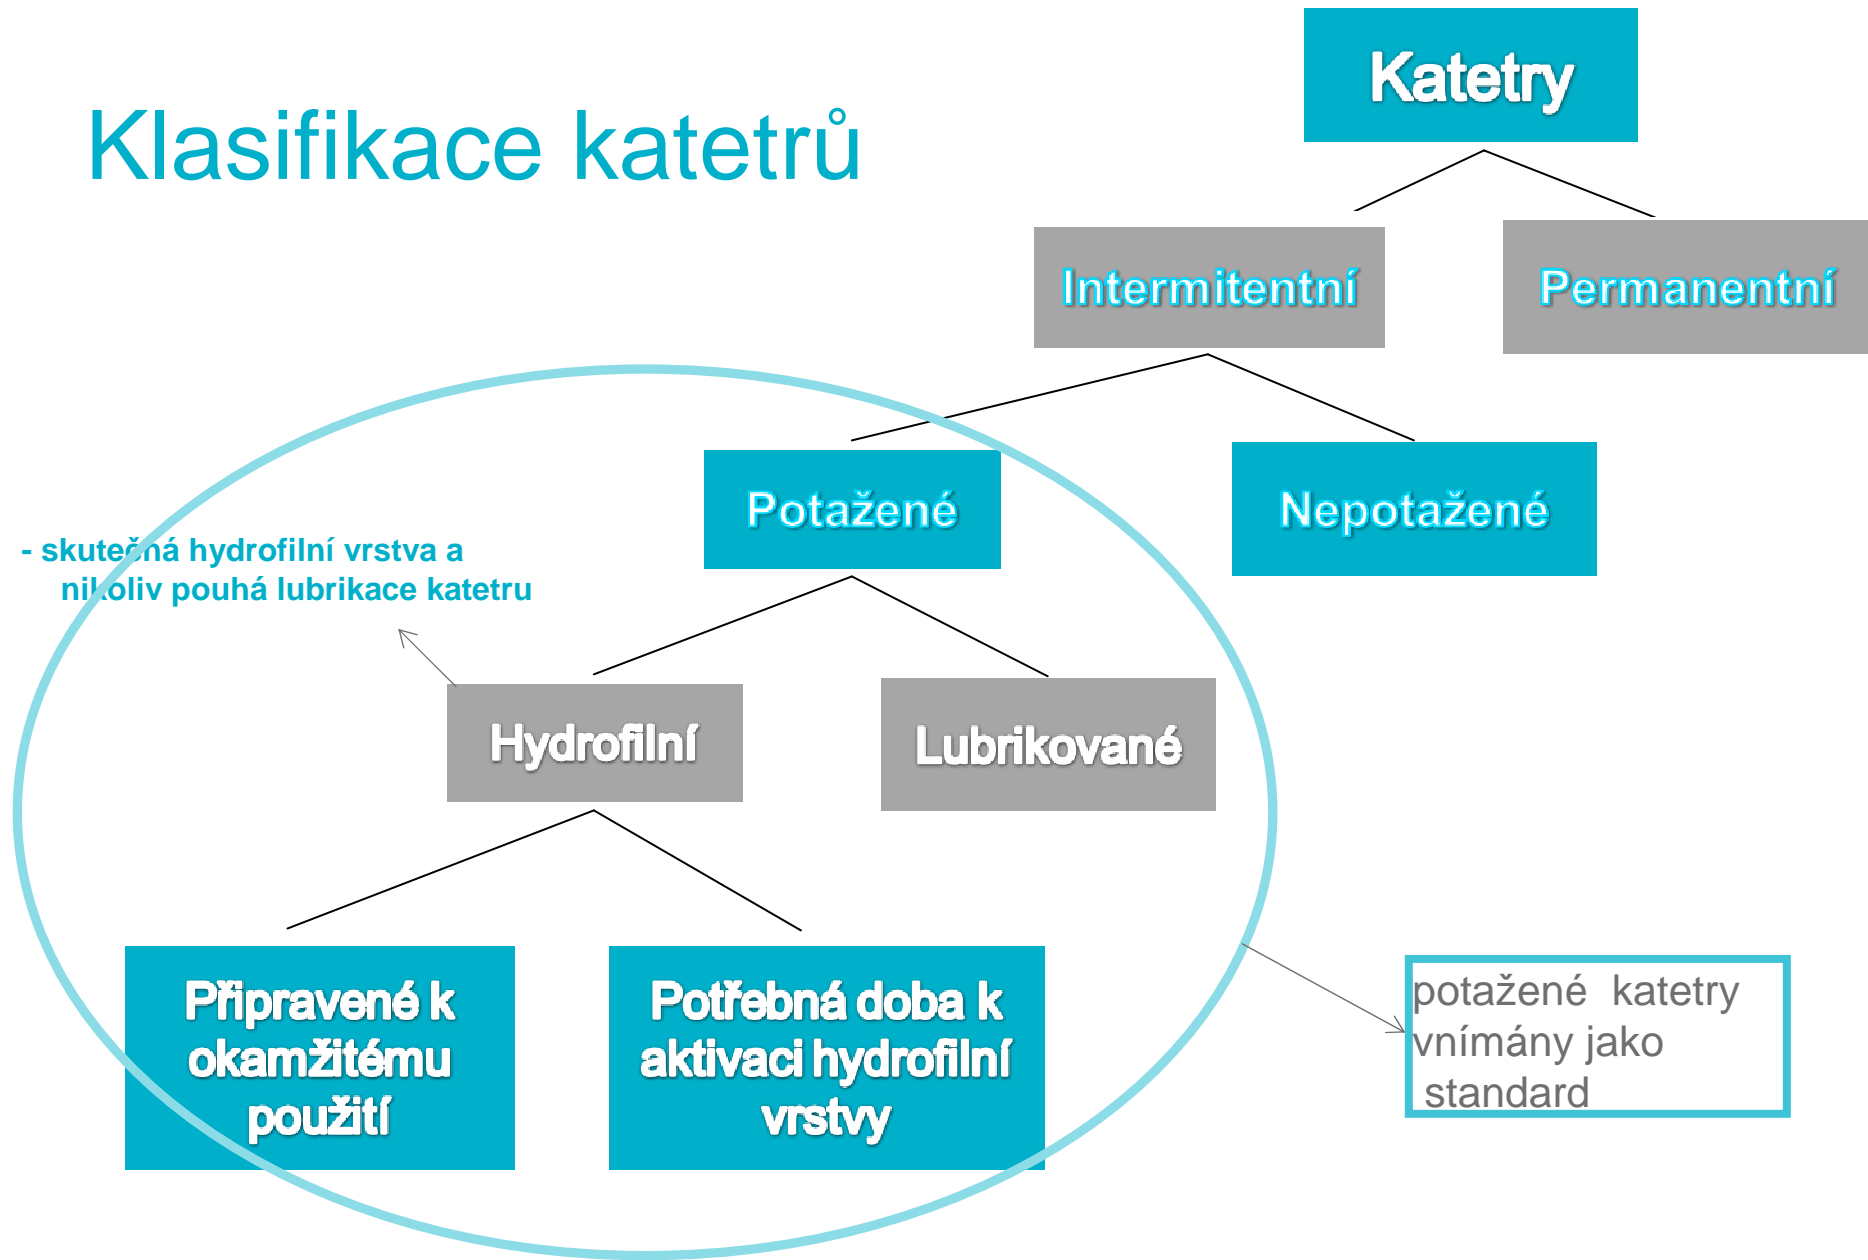 Klasifikace katetrů
Katetry
Intermitentní
Permanentní
Potažené
Nepotažené
- skutečná hydrofilní vrstva a
nikoliv pouhá lubrikace katetru
Hydrofilní
Lubrikované
Připravené k
okamžitému
použití
Potřebná doba k
aktivaci hydrofilní
vrstvy
potažené katetry
vnímány jako
standard